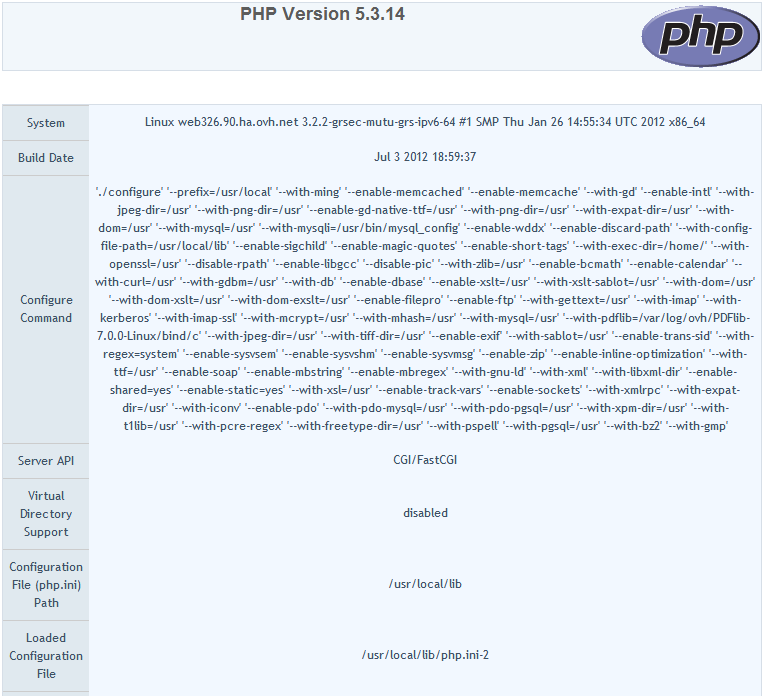 PHP Version 5.3.14
php
System
Linux web326.90.ha.ovh.net 3.2.2-grsec-mutu-grs-ipv6-64 #1 SMP Thu Jan 26 14:55:34 UTC 2012 x86_64
Build Date
Jul 3 2012 18:59:37
Configure
Command
'./configure' '--prefix=/usr/local' '--with-ming' '--enable-memcached' '--enable-memcache' '--with-gd' '--enable-intl' '--with-
jpeg-dir=/usr' '--with-png-dir=/usr' '--enable-gd-native-ttf=/usr' '--with-png-dir=/usr' '--with-expat-dir=/usr' '--with-
dom=/usr' '--with-mysql=/usr' '--with-mysqli=/usr/bin/mysql_config' '--enable-wddx' '--enable-discard-path' '--with-config-
file-path=/usr/local/lib' '--enable-sigchild' '--enable-magic-quotes' '--enable-short-tags' '--with-exec-dir=/home/' '--with-
openssl=/usr' '--disable-rpath' '--enable-libgcc' '--disable-pic' '--with-zlib=/usr' '--enable-bcmath' '--enable-calendar' '--
with-curl=/usr' '--with-gdbm=/usr' '--with-db' '--enable-dbase' '--enable-xslt=/usr' '--with-xslt-sablot=/usr' '--with-dom=/usr'
'--with-dom-xslt=/usr' '--with-dom-exslt=/usr' '--enable-filepro' '--enable-ftp' '--with-gettext=/usr' '--with-imap' '--with-
kerberos' '--with-imap-ssl' '--with-mcrypt=/usr' '--with-mhash=/usr' '--with-mysql=/usr' '--with-pdflib=/var/log/ovh/PDFlib-
7.0.0-Linux/bind/c' '--with-jpeg-dir=/usr' '--with-tiff-dir=/usr' '--enable-exif' '--with-sablot=/usr' '--enable-trans-sid' '--with-
regex=system' '--enable-sysvsem' '--enable-sysvshm' '--enable-sysvmsg' '--enable-zip' '--enable-inline-optimization' '--with-
ttf=/usr' '--enable-soap' '--enable-mbstring' '--enable-mbregex' '--with-gnu-ld' '--with-xml' '--with-libxml-dir' '--enable-
shared=yes' '--enable-static=yes' '--with-xsl=/usr' '--enable-track-vars' '--enable-sockets' '--with-xmlrpc' '--with-expat-
dir=/usr' '--with-iconv' '--enable-pdo' '--with-pdo-mysql=/usr' '--with-pdo-pgsql=/usr' '--with-xpm-dir=/usr' '--with-
t1lib=/usr' '--with-pcre-regex' '--with-freetype-dir=/usr' '--with-pspell' '--with-pgsql=/usr' '--with-bz2' '--with-gmp'
Server API
CGI/FastCGI
Virtual
Directory
Support
disabled
Configuration
File (php.ini)
Path
/usr/local/lib
Loaded
Configuration
File
/usr/local/lib/php.ini-2